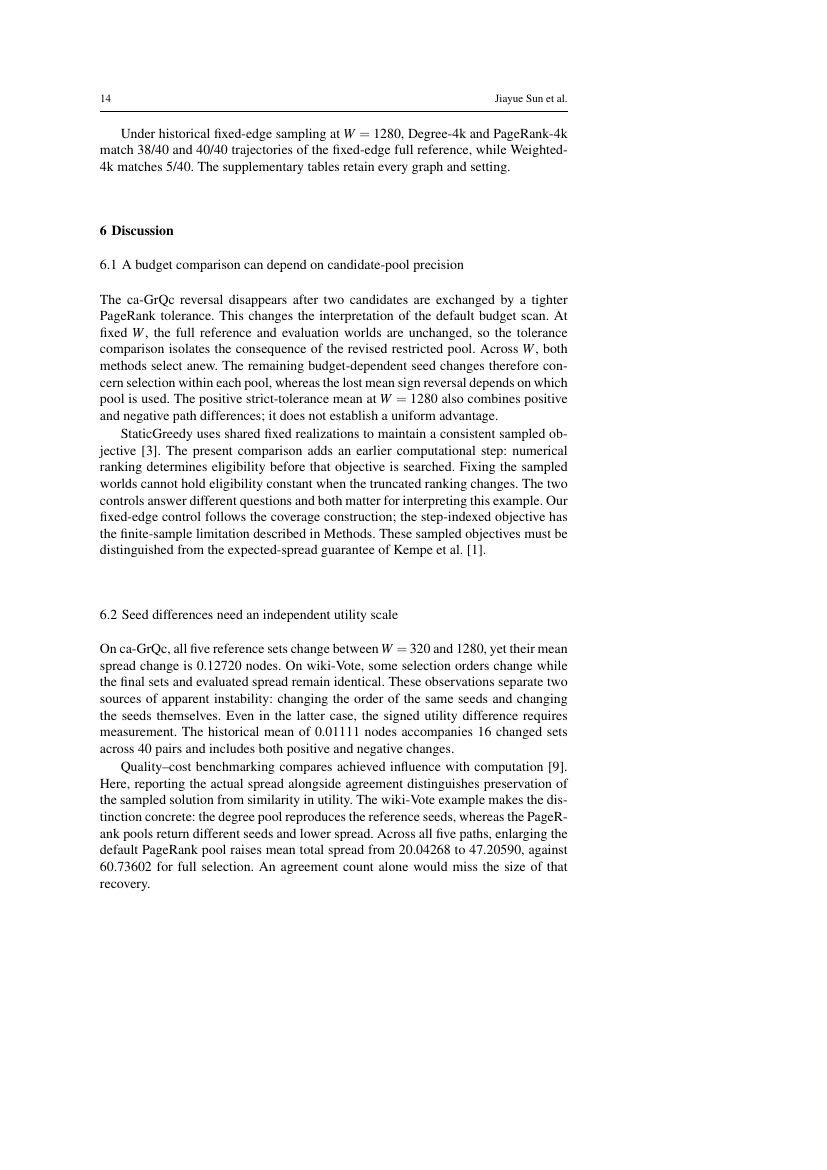 14
Jiayue Sun et al.
Under historical fixed-edge sampling at W = 1280, Degree-4k and PageRank-4k
match 38/40 and 40/40 trajectories of the fixed-edge full reference, while Weighted-
4k matches 5/40. The supplementary tables retain every graph and setting.
6 Discussion
6.1 A budget comparison can depend on candidate-pool precision
The ca-GrQc reversal disappears after two candidates are exchanged by a tighter
PageRank tolerance. This changes the interpretation of the default budget scan. At
fixed W, the full reference and evaluation worlds are unchanged, so the tolerance
comparison isolates the consequence of the revised restricted pool. Across W, both
methods select anew. The remaining budget-dependent seed changes therefore con-
cern selection within each pool, whereas the lost mean sign reversal depends on which
pool is used. The positive strict-tolerance mean at W = 1280 also combines positive
and negative path differences; it does not establish a uniform advantage.
StaticGreedy uses shared fixed realizations to maintain a consistent sampled ob-
jective [3]. The present comparison adds an earlier computational step: numerical
ranking determines eligibility before that objective is searched. Fixing the sampled
worlds cannot hold eligibility constant when the truncated ranking changes. The two
controls answer different questions and both matter for interpreting this example. Our
fixed-edge control follows the coverage construction; the step-indexed objective has
the finite-sample limitation described in Methods. These sampled objectives must be
distinguished from the expected-spread guarantee of Kempe et al. [1].
6.2 Seed differences need an independent utility scale
On ca-GrQc, all five reference sets change between W = 320 and 1280, yet their mean
spread change is 0.12720 nodes. On wiki-Vote, some selection orders change while
the final sets and evaluated spread remain identical. These observations separate two
sources of apparent instability: changing the order of the same seeds and changing
the seeds themselves. Even in the latter case, the signed utility difference requires
measurement. The historical mean of 0.01111 nodes accompanies 16 changed sets
across 40 pairs and includes both positive and negative changes.
Quality–cost benchmarking compares achieved influence with computation [9].
Here, reporting the actual spread alongside agreement distinguishes preservation of
the sampled solution from similarity in utility. The wiki-Vote example makes the dis-
tinction concrete: the degree pool reproduces the reference seeds, whereas the PageR-
ank pools return different seeds and lower spread. Across all five paths, enlarging the
default PageRank pool raises mean total spread from 20.04268 to 47.20590, against
60.73602 for full selection. An agreement count alone would miss the size of that
recovery.